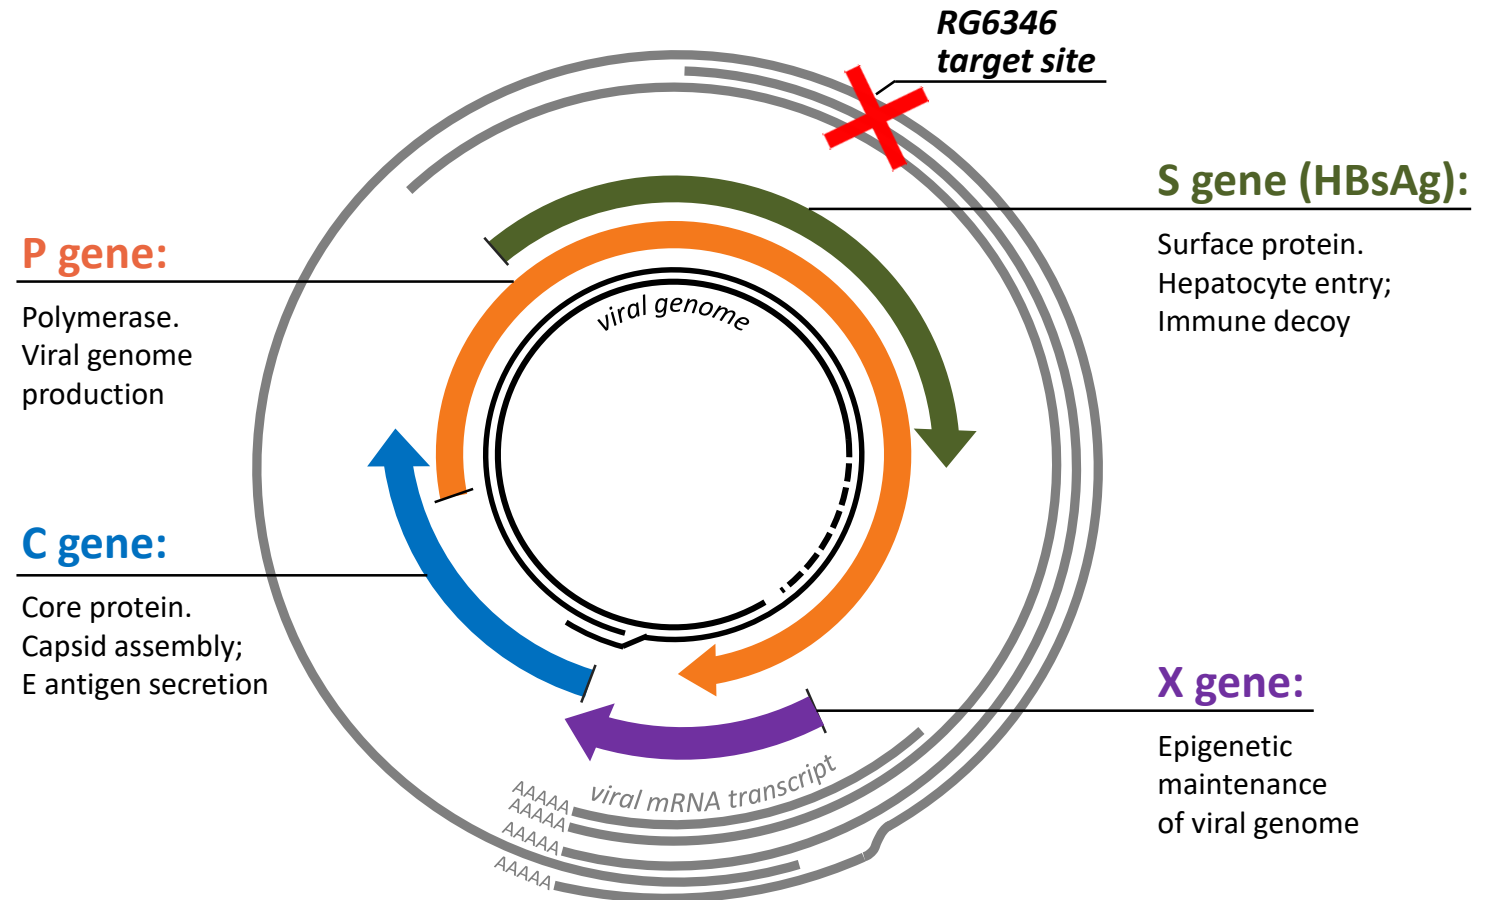 RG6346
target site
S gene (HBsAg):
Surface protein.
Hepatocyte entry;
Immune decoy
P gene:
Polymerase.
Viral genome
production
viral genome
C gene:
Core protein.
Capsid assembly;
E antigen secretion
X gene:
Epigenetic
maintenance
of viral genome
viral mRNA transcript
AAAAA
AAAAA
AAAAA
AAAAA